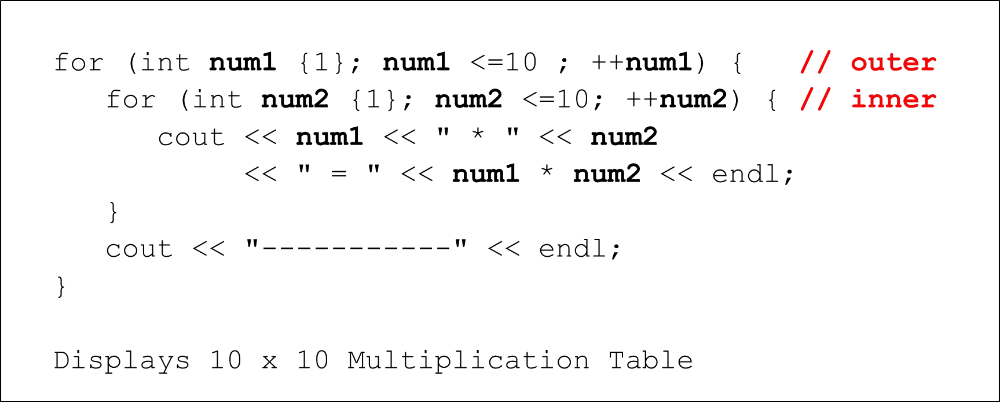 for (int num1 {1}; num1 <=10 ; ++num1) {   // outer
   for (int num2 {1}; num2 <=10; ++num2) { // inner
      cout << num1 << " * " << num2
           << " = " << num1 * num2 << endl;
   }
   cout << "-----------" << endl;
}
Displays 10 x 10 Multiplication Table